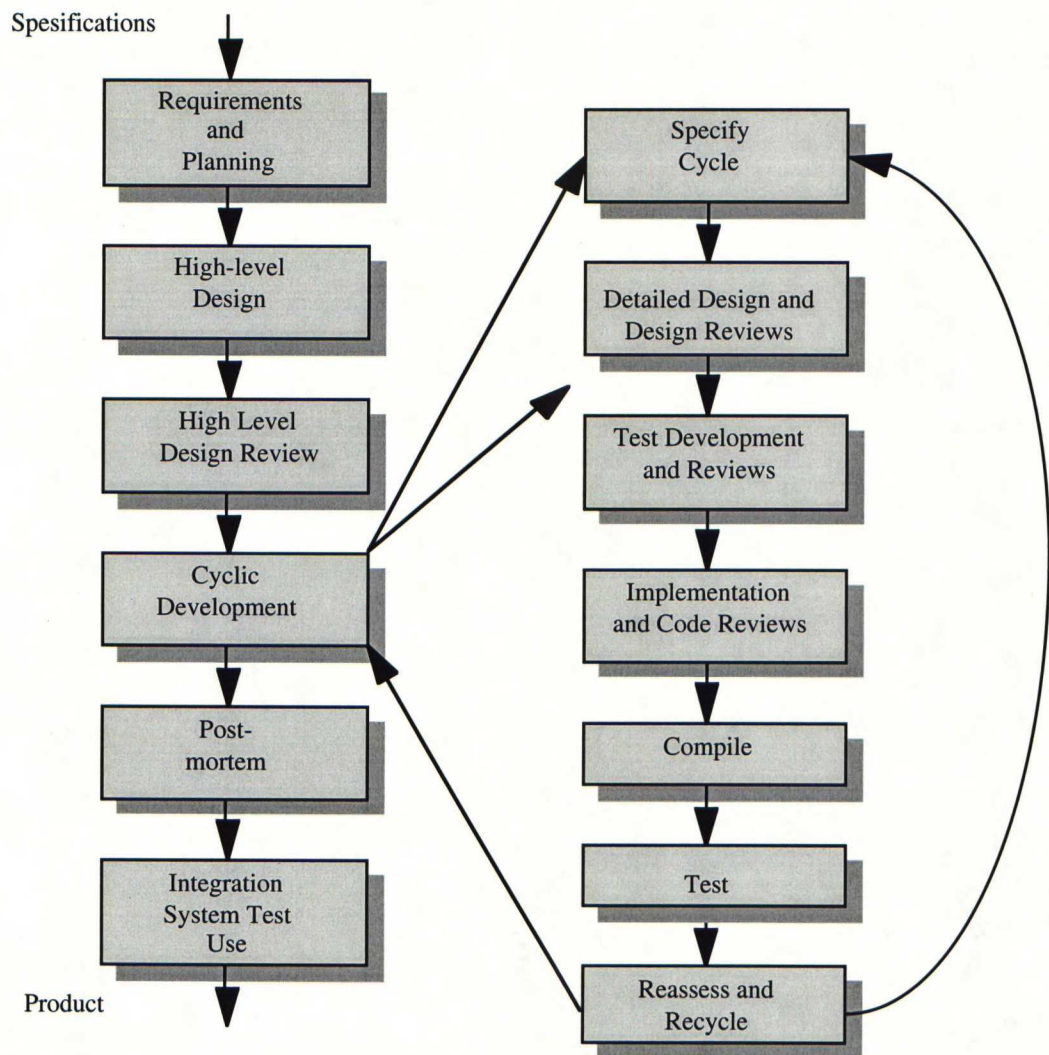 Spesifications
Requirements
and
Planning
High-level
Design
High Level
Design Review
Cyclic
Development
Post-
mortem
Integration
System Test
Use
Product
Specify
Cycle
Detailed Design and
Design Reviews
Test Development
and Reviews
Implementation
and Code Reviews
Compile
Test
Reassess and
Recycle